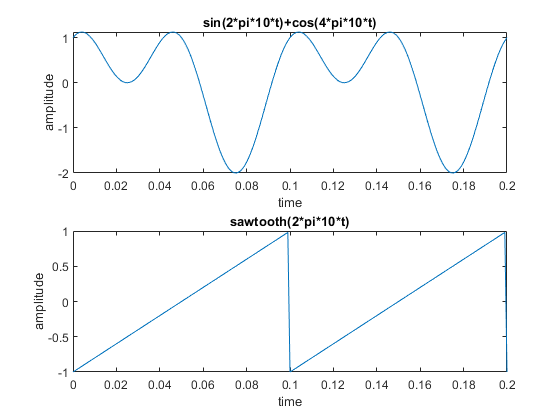 sin(2*pi*10*t)+cos(4*pi*10*t)
1
0
-1
-2
amplitude
0 0.02 0.04 0.06 0.08 0.1 0.12 0.14 0.16 0.18 0.2
time
sawtooth(2*pi*10*t)
1
0.5
0
-0.5
-1
amplitude
0 0.02 0.04 0.06 0.08 0.1 0.12 0.14 0.16 0.18 0.2
time